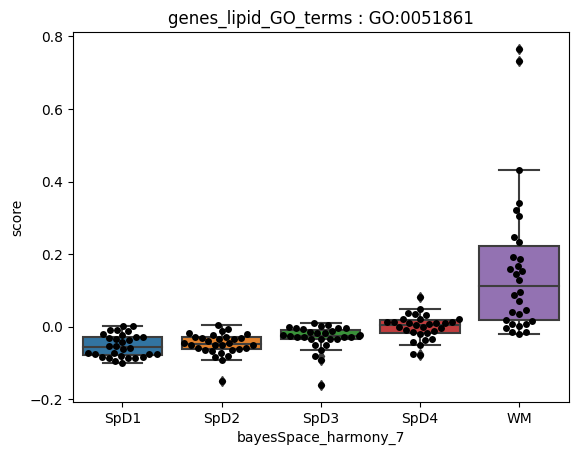 genes_lipid_GO_terms : GO:0051861
0.8
0.6
0.4
0.2
0.0
−0.2
score
SpD1 SpD2 SpD3 SpD4 WM
bayesSpace_harmony_7